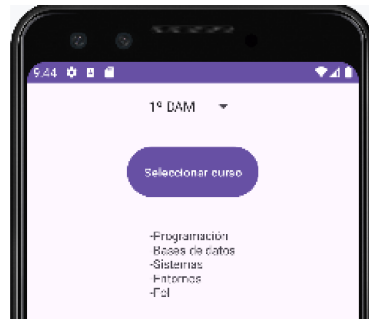 9:44
1º DAM
Seleccionar curso
-Programación
-Bases de datos
-Sistemas
-Entornos
-Fol